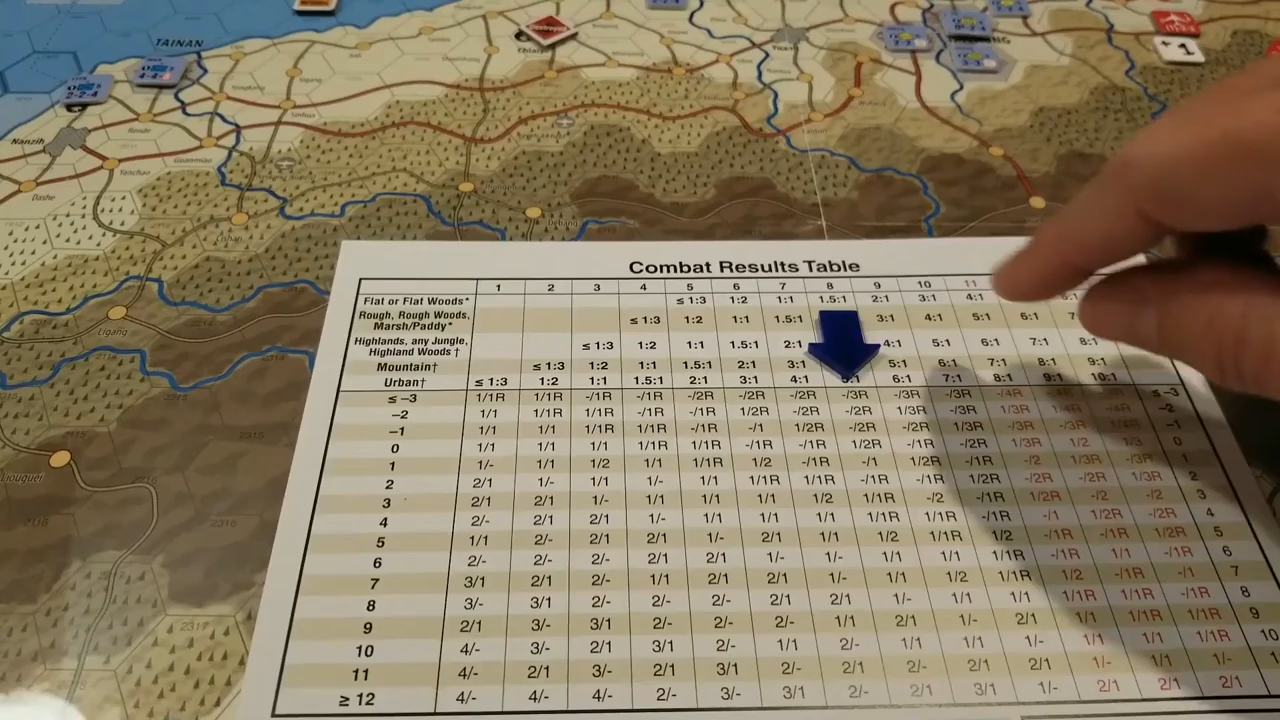 TAINAN
Destroyed
Nanzih
Rende
Guanmiao
Yanchao
Dashe
Cishan
Ligang
Liouguei
2115
2315
2316
2317
1
Combat Results Table
1 2 3 4 5 6 7 8 9 10 11
Flat or Flat Woods* ≤ 1:3 1:2 1:1 1.5:1 2:1 3:1 4:1
Rough, Rough Woods, Marsh/Paddy* ≤ 1:3 1:2 1:1 1.5:1 3:1 4:1 5:1 6:1
Highlands, any Jungle, Highland Woods † ≤ 1:3 1:2 1:1 1.5:1 2:1 4:1 5:1 6:1 7:1 8:1
Mountain† ≤ 1:3 1:2 1:1 1.5:1 2:1 3:1 5:1 6:1 7:1 8:1 9:1
Urban† ≤ 1:3 1:2 1:1 1.5:1 2:1 3:1 4:1 5:1 6:1 7:1 8:1 9:1 10:1
≤ –3 1/1R 1/1R -/1R -/1R -/2R -/2R -/2R -/3R -/3R -/3R -/4R ≤ –3
–2 1/1 1/1R 1/1R -/1R -/1R 1/2R -/2R -/2R 1/3R -/3R 1/3R –2
–1 1/1 1/1 1/1R 1/1R -/1R -/1 1/2R -/2R -/2R 1/3R -/3R -/3R –1
0 1/1 1/1 1/1 1/1R 1/1R -/1R -/1R 1/2R -/1R -/2R 1/3R 1/2 1/3 0
1 1/- 1/1 1/2 1/1 1/1R 1/2 -/1R -/1 1/2R -/1R -/2 1/3R -/3R 1
2 2/1 1/- 1/1 1/- 1/1 1/1R 1/1R -/1R -/1R 1/2R -/2R -/2R 1/3R 2
3 2/1 2/1 1/- 1/1 1/1 1/1 1/2 1/1R -/2 -/1R 1/2R -/2 -/2 3
4 2/- 2/1 2/1 1/- 1/1 1/1 1/1 1/1R 1/1R -/1R -/1 1/2R -/2R 4
5 1/1 2/- 2/1 2/1 1/- 2/1 1/1 1/2 1/1R 1/2 -/1R -/1R 1/2R 5
6 2/- 2/- 2/- 2/1 2/1 1/- 1/- 1/1 1/1 1/1R -/1R 1/1 -/1R 6
7 3/1 2/1 2/- 1/1 2/1 2/1 1/- 1/1 1/2 1/1R 1/2 -/1R -/1 7
8 3/- 3/1 2/- 2/- 2/- 2/1 2/1 1/- 1/1 1/1 1/1R 1/1R -/1R 8
9 2/1 3/- 3/1 2/- 2/- 2/- 1/1 2/1 1/- 2/1 1/1 1/1R 1/1R 9
10 4/- 3/- 2/1 3/1 2/- 1/1 2/- 1/1 1/1 1/- 1/1 1/1 1/1R 10
11 4/- 2/1 3/- 2/- 3/1 2/- 2/1 2/- 2/1 2/1 1/- 1/1 1/-
≥ 12 4/- 4/- 4/- 2/- 3/- 3/1 2/- 2/1 3/1 1/- 2/1 2/1 2/1